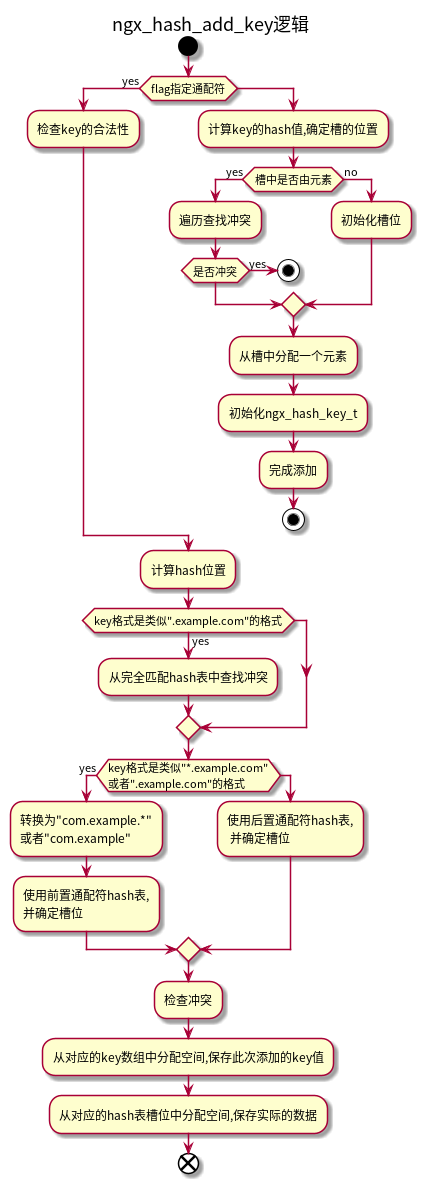 ngx_hash_add_key逻辑
yes
flag指定通配符
检查key的合法性
计算key的hash值,确定槽的位置
yes
槽中是否由元素
no
遍历查找冲突
初始化槽位
是否冲突
yes
从槽中分配一个元素
初始化ngx_hash_key_t
完成添加
计算hash位置
key格式是类似".example.com"的格式
yes
从完全匹配hash表中查找冲突
yes
key格式是类似"*.example.com"
或者".example.com"的格式
转换为"com.example.*"
或者"com.example"
使用后置通配符hash表,
并确定槽位
使用前置通配符hash表,
并确定槽位
检查冲突
从对应的key数组中分配空间,保存此次添加的key值
从对应的hash表槽位中分配空间,保存实际的数据